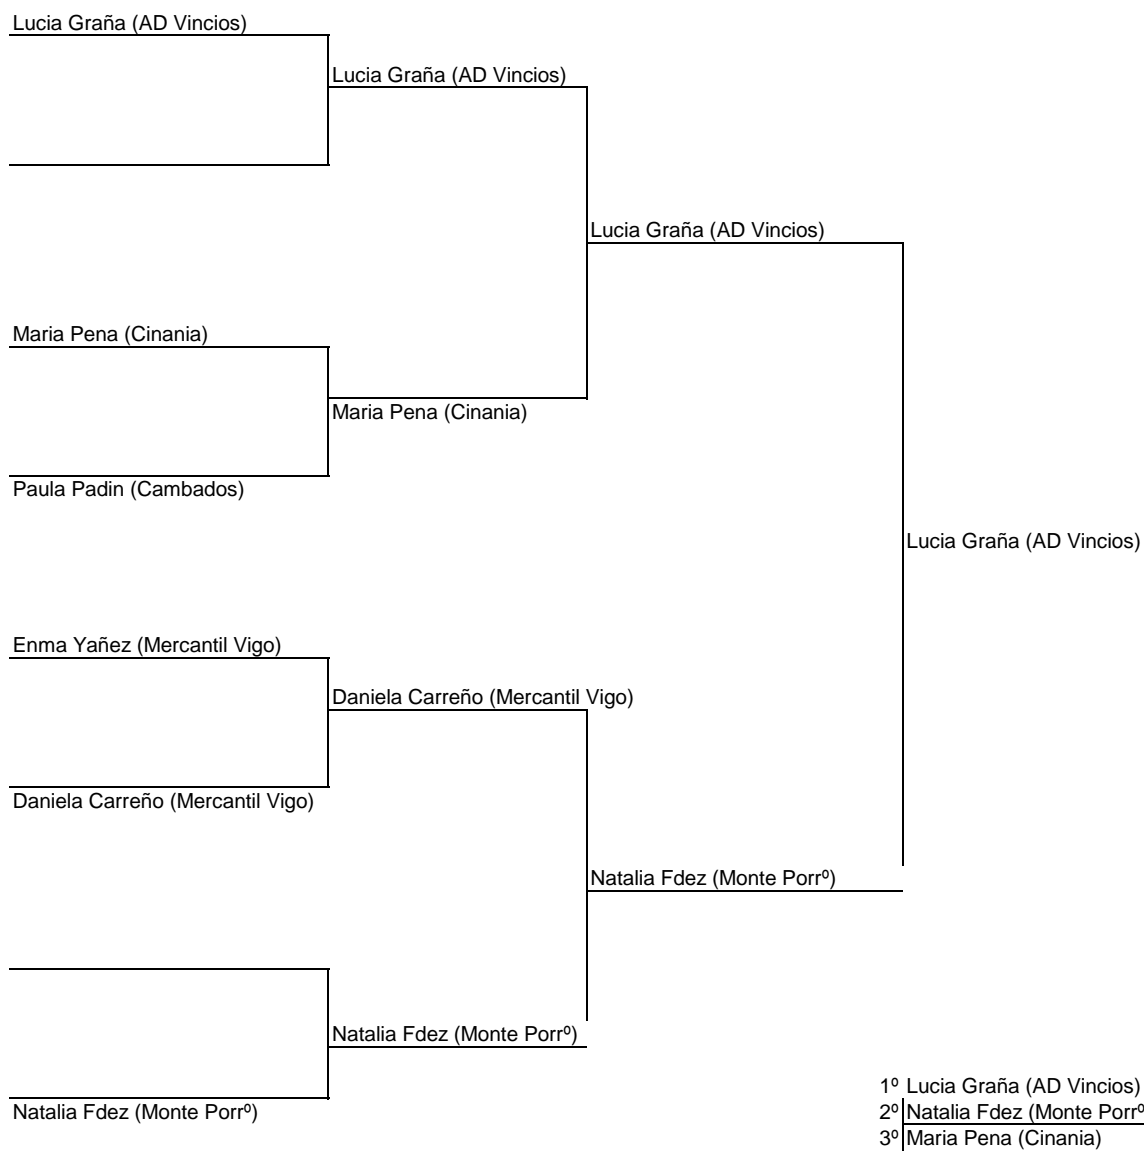 Lucia Graña (AD Vincios)
Lucia Graña (AD Vincios)
Lucia Graña (AD Vincios)
Maria Pena (Cinania)
Maria Pena (Cinania)
Paula Padin (Cambados)
Lucia Graña (AD Vincios)
Enma Yañez (Mercantil Vigo)
Daniela Carreño (Mercantil Vigo)
Daniela Carreño (Mercantil Vigo)
Natalia Fdez (Monte Porrº)
Natalia Fdez (Monte Porrº)
Natalia Fdez (Monte Porrº)
1º Lucia Graña (AD Vincios)
2º Natalia Fdez (Monte Porrº
3º Maria Pena (Cinania)